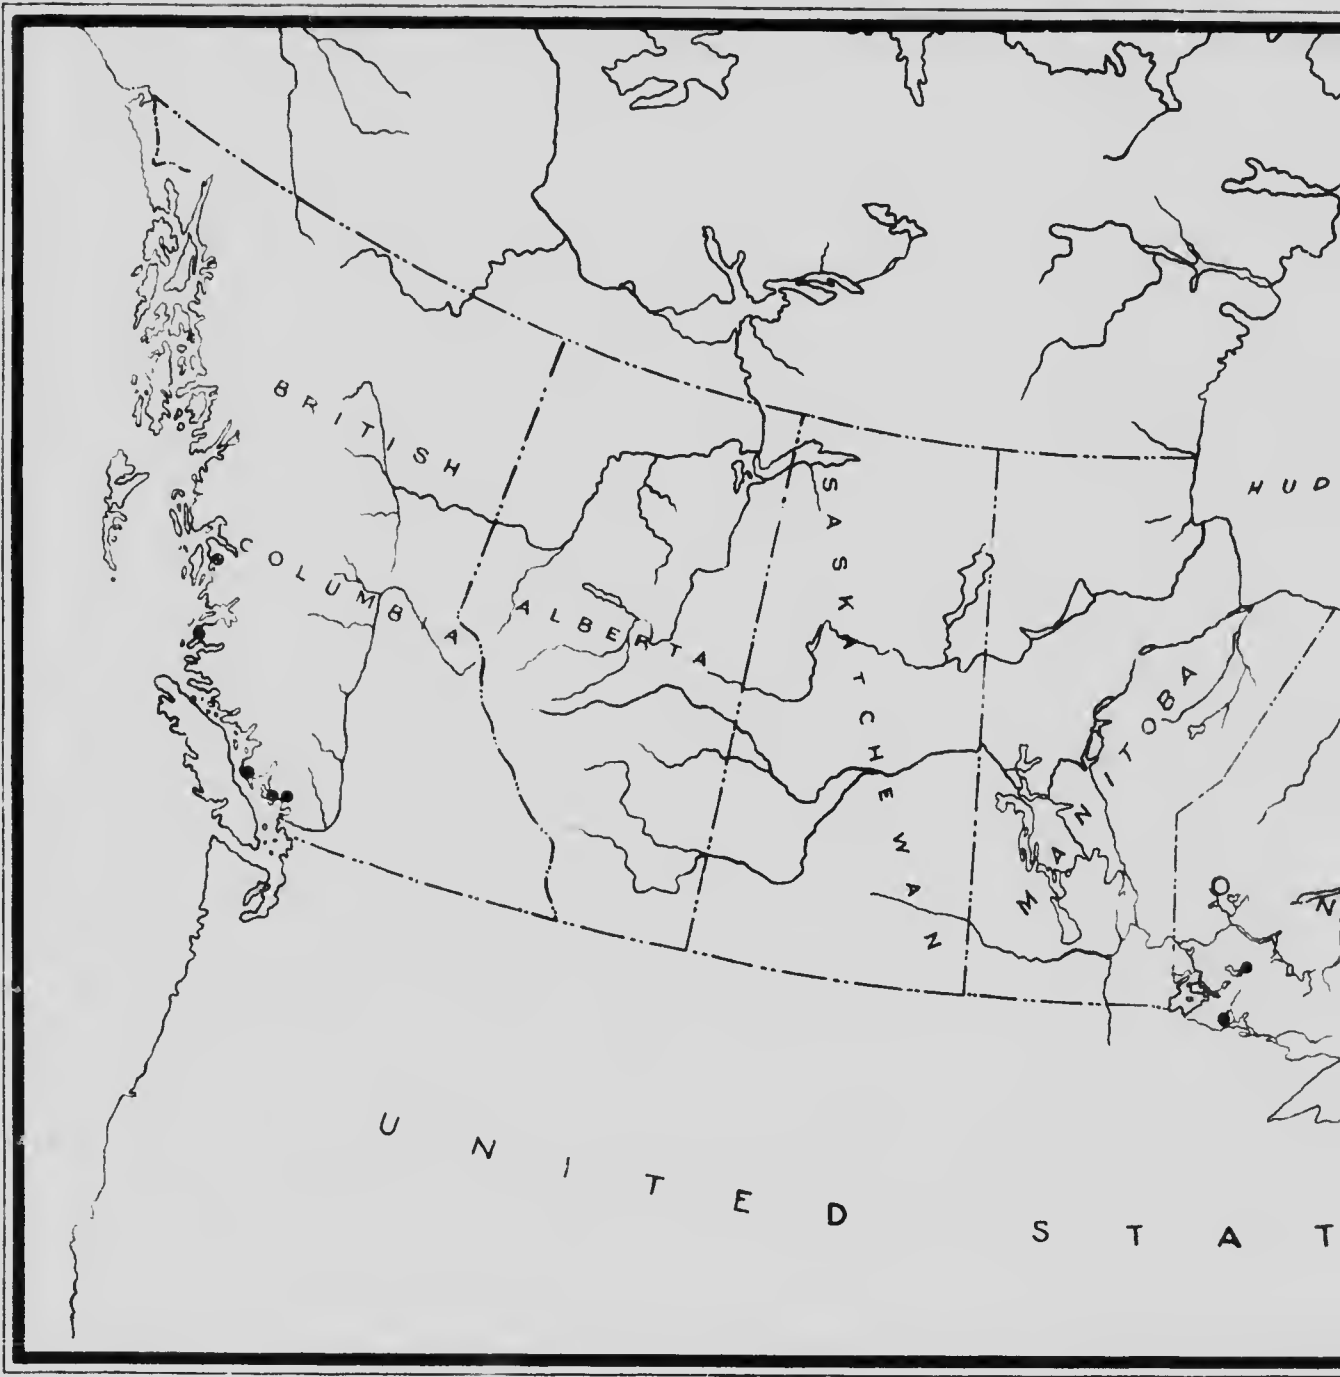 BRITISH
COLUMBIA
ALBERTA
SASKATCHEWAN
MANITOBA
HUD
O
N
UNITED STAT